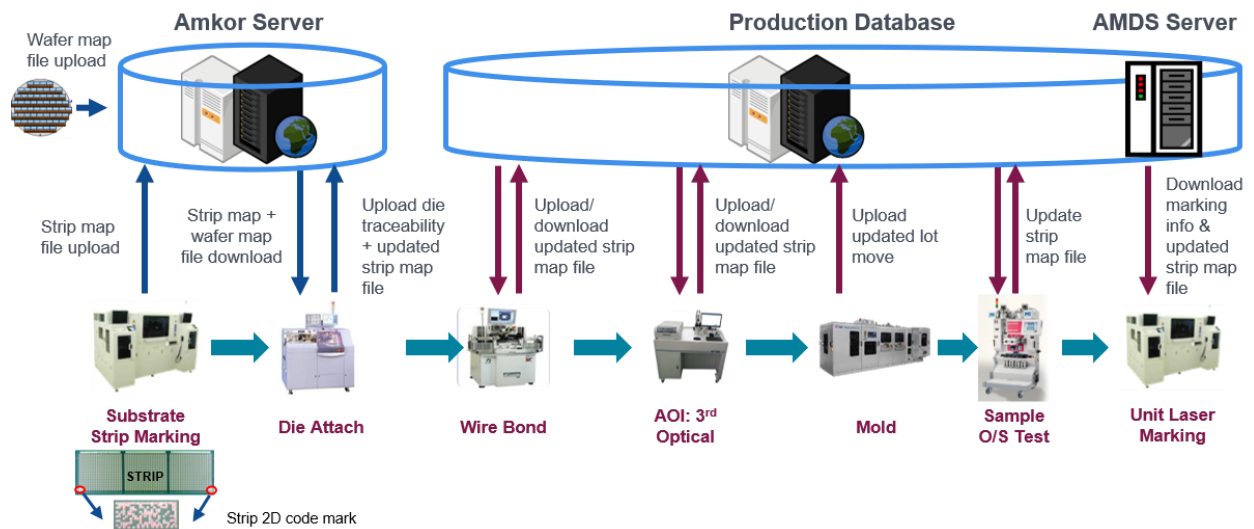 Amkor Server
Production Database
AMDS Server
Wafer map
file upload
Strip map
file upload
Strip map +
wafer map
file download
Upload die
traceability
+ updated
strip map
file
Upload/
download
updated strip
map file
Upload/
download
updated strip
map file
Upload
updated lot
move
Update
strip
map file
Download
marking
info &
updated
strip map
file
Substrate
Strip Marking
Die Attach
Wire Bond
AOI: 3rd
Optical
Mold
Sample
O/S Test
Unit Laser
Marking
STRIP
Strip 2D code mark